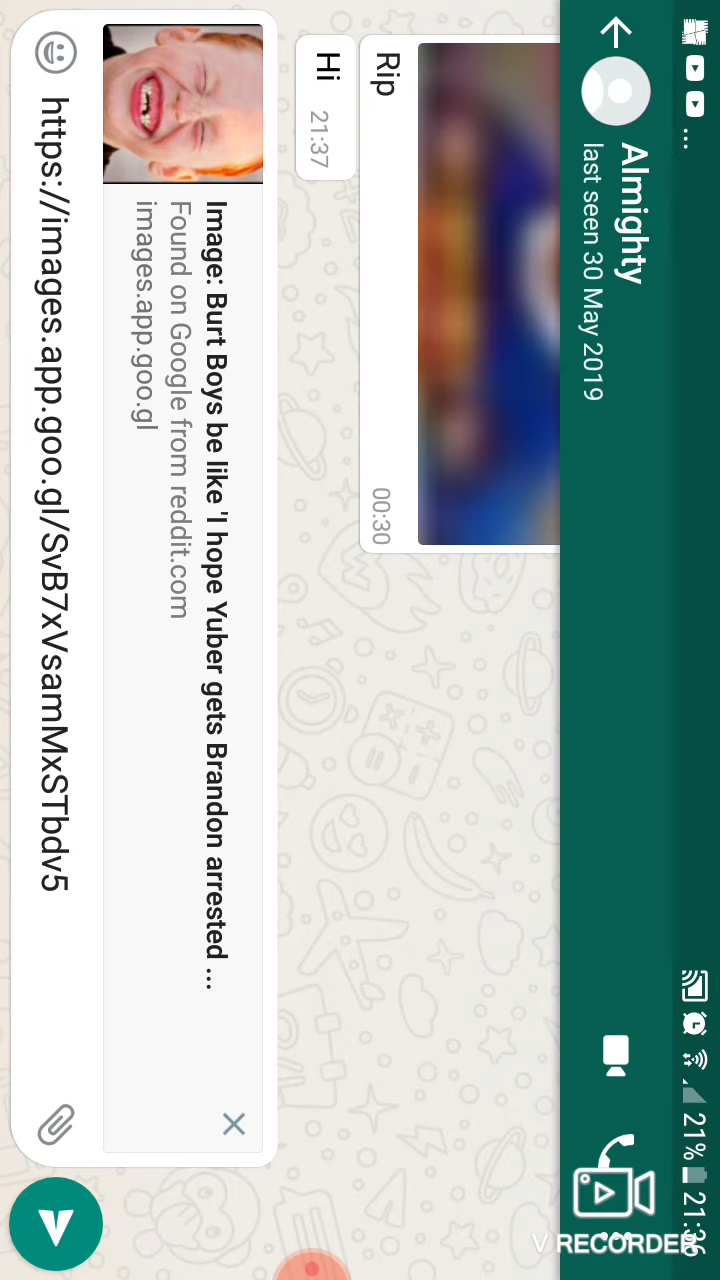 21% 21:36
Almighty
last seen 30 May 2019
Rip
00:30
Hi
21:37
Image: Burt Boys be like 'I hope Yuber gets Brandon arrested ...
Found on Google from reddit.com
images.app.goo.gl
https://images.app.goo.gl/SvB7xVsamMxSTbdv5
V RECORDER